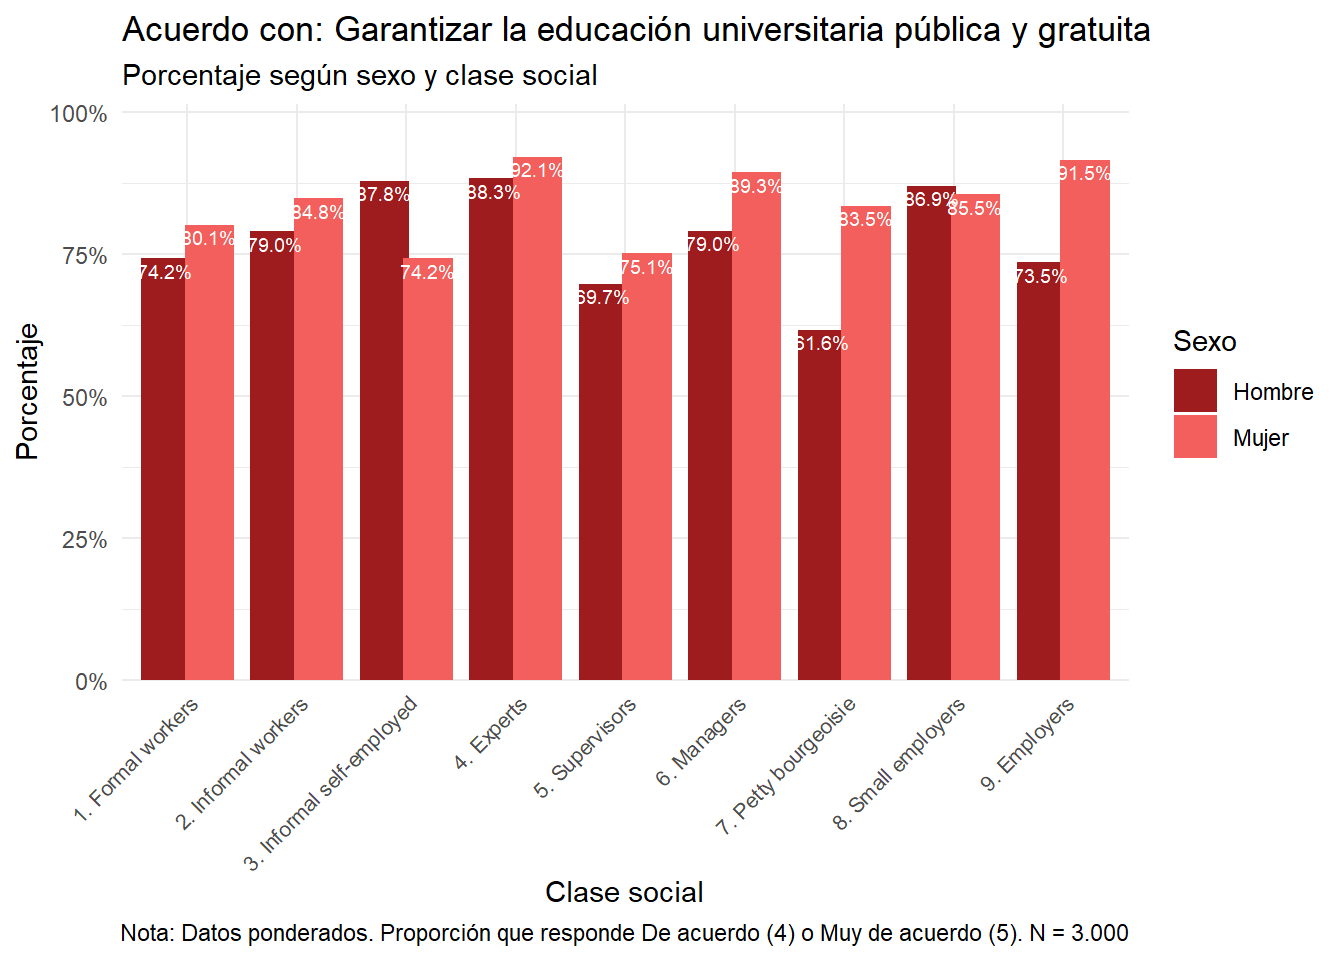 Acuerdo con: Garantizar la educación universitaria pública y gratuita
Porcentaje según sexo y clase social
100%
75%
50%
25%
0%
Porcentaje
74.2%
80.1%
79.0%
84.8%
87.8%
74.2%
88.3%
92.1%
69.7%
75.1%
79.0%
89.3%
61.6%
83.5%
86.9%
85.5%
73.5%
91.5%
1. Formal workers
2. Informal workers
3. Informal self-employed
4. Experts
5. Supervisors
6. Managers
7. Petty bourgeoisie
8. Small employers
9. Employers
Clase social
Sexo
Hombre
Mujer
Nota: Datos ponderados. Proporción que responde De acuerdo (4) o Muy de acuerdo (5). N = 3.000